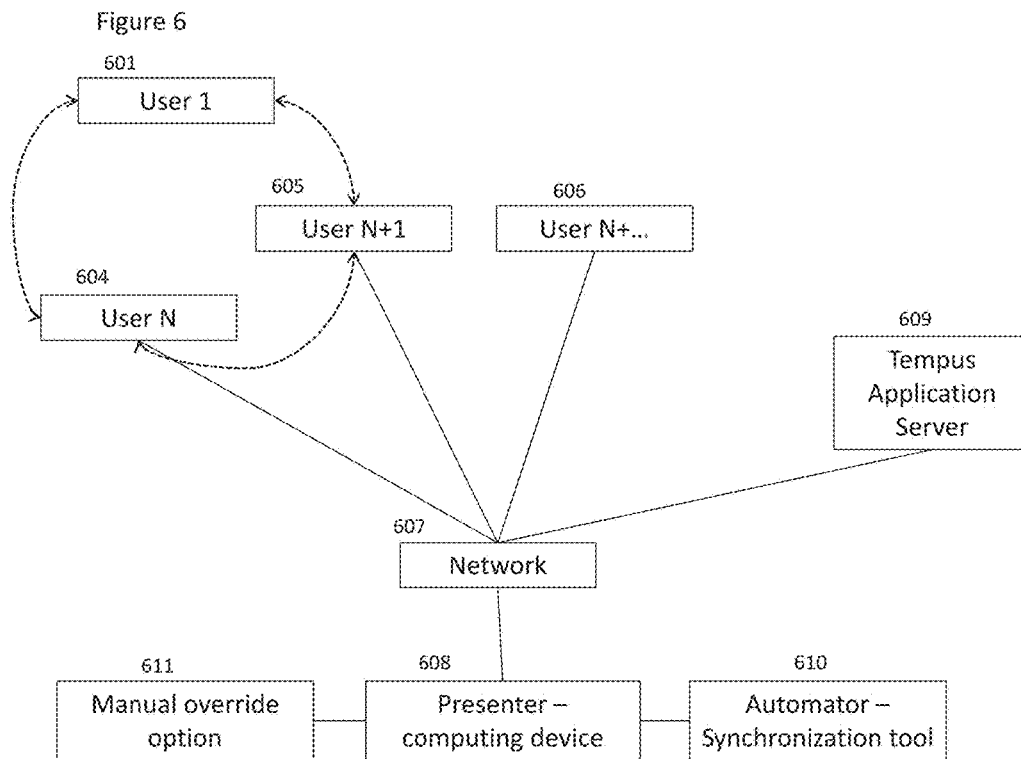 Figure 6
601
User 1
605
User N+1
606
User N+...
604
User N
609
Tempus
Application
Server
607
Network
611
Manual override
option
608
Presenter –
computing device
610
Automator –
Synchronization tool